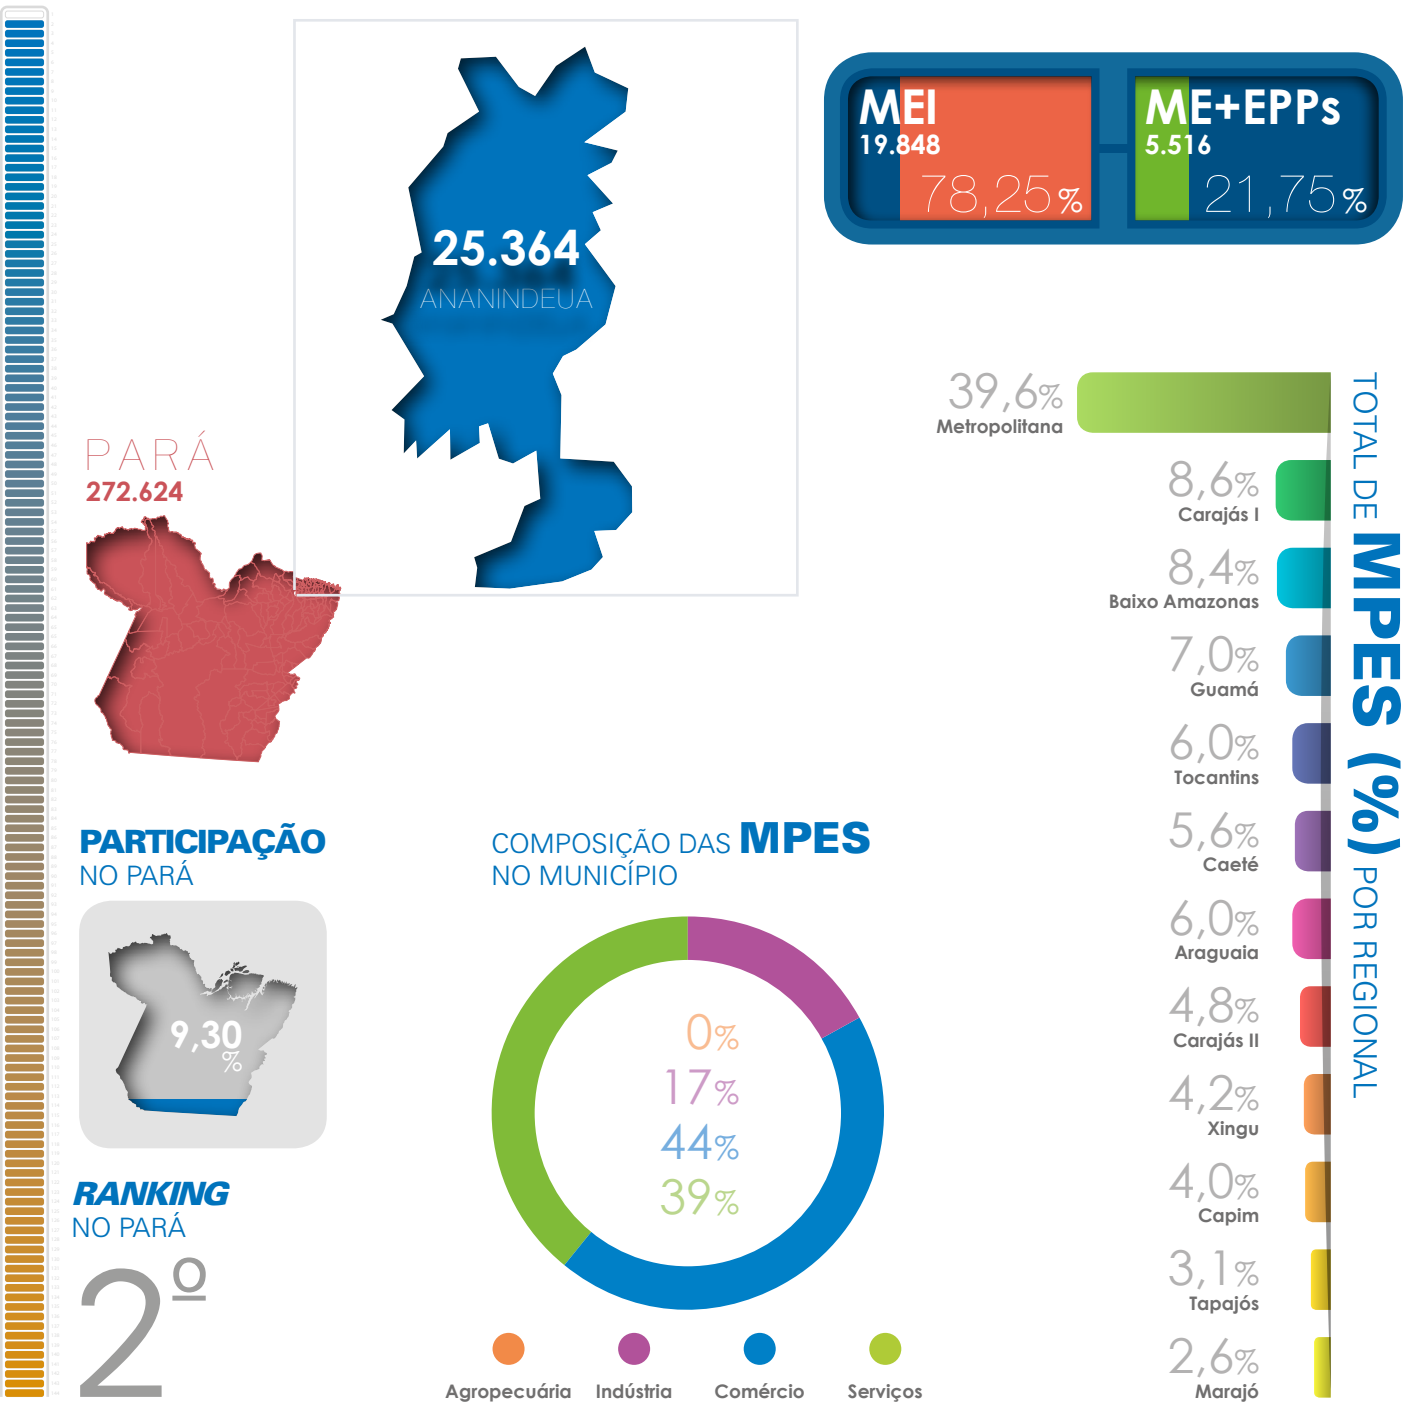 MEI
19.848
78,25%
ME+EPPs
5.516
21,75%
25.364
ANANINDEUA
PARÁ
272.624
TOTAL DE MPES (%) POR REGIONAL
39,6%
Metropolitana
8,6%
Carajás I
8,4%
Baixo Amazonas
7,0%
Guamá
6,0%
Tocantins
5,6%
Caeté
6,0%
Araguaia
4,8%
Carajás II
4,2%
Xingu
4,0%
Capim
3,1%
Tapajós
2,6%
Marajó
PARTICIPAÇÃO
NO PARÁ
9,30
%
RANKING
NO PARÁ
2º
COMPOSIÇÃO DAS MPES
NO MUNICÍPIO
0%
17%
44%
39%
Agropecuária
Indústria
Comércio
Serviços